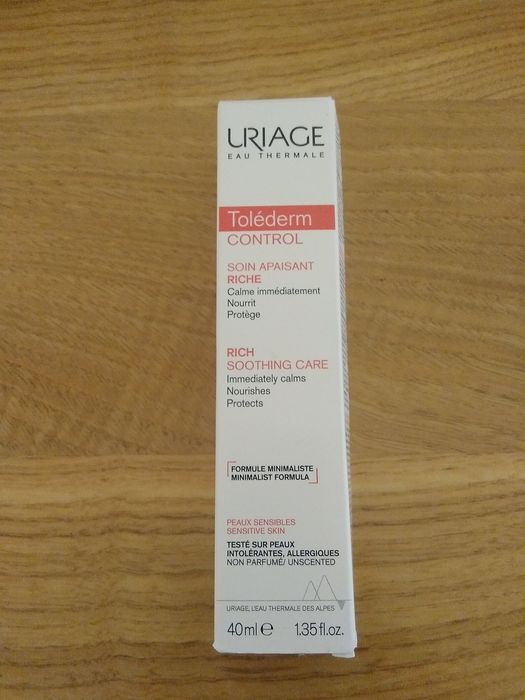 URIAGE
EAU THERMALE
Toléderm
CONTROL
SOIN APAISANT
RICHE
Calme immédiatement
Nourrit
Protège
RICH
SOOTHING CARE
Immediately calms
Nourishes
Protects
FORMULE MINIMALISTE
MINIMALIST FORMULA
PEAUX SENSIBLES
SENSITIVE SKIN
TESTÉ SUR PEAUX
INTOLÉRANTES, ALLERGIQUES
NON PARFUMÉ/ UNSCENTED
URIAGE, L'EAU THERMALE DES ALPES
40 ml e 1.35 fl.oz.